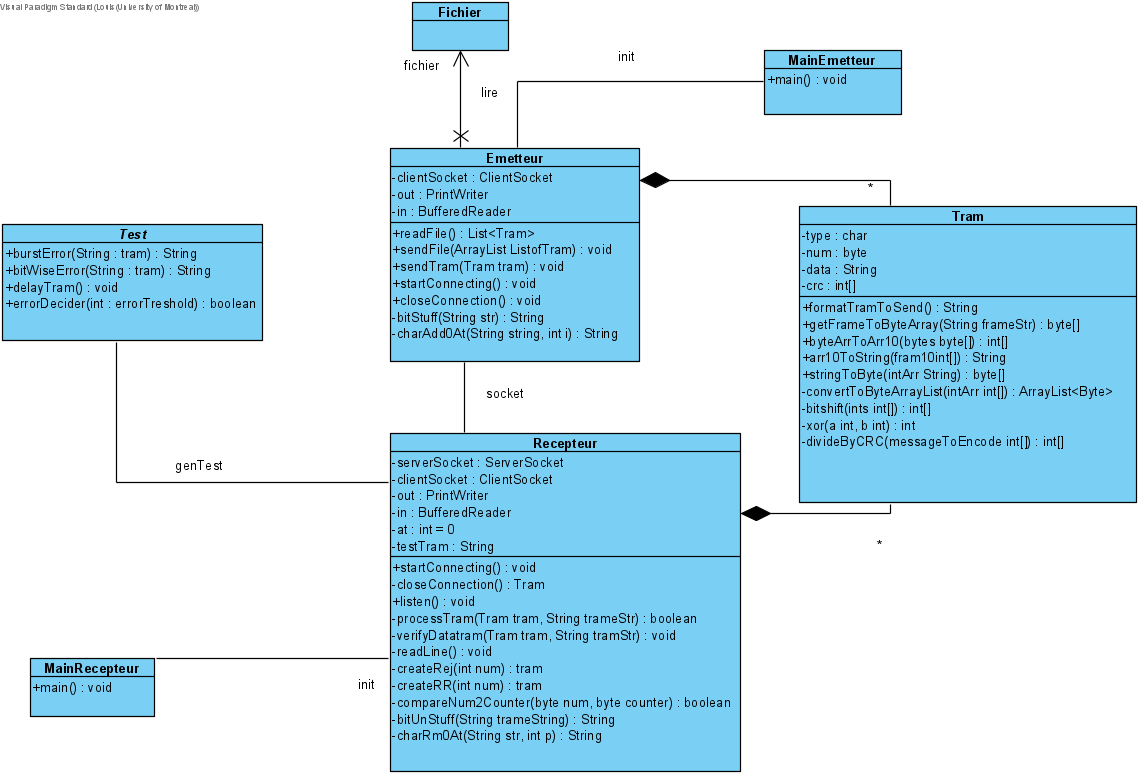 Visual Paradigm Standard (Louis (University of Montreal))
Fichier
fichier
lire
init
MainEmetteur
+main() : void
Emetteur
-clientSocket : ClientSocket
-out : PrintWriter
-in : BufferedReader
+readFile() : List<Tram>
+sendFile(ArrayList ListofTram) : void
+sendTram(Tram tram) : void
+startConnecting() : void
+closeConnection() : void
-bitStuff(String str) : String
-charAdd0At(String string, int i) : String
*
Tram
-type : char
-num : byte
-data : String
-crc : int[]
+formatTramToSend() : String
+getFrameToByteArray(String frameStr) : byte[]
+byteArrToArr10(bytes byte[]) : int[]
+arr10ToString(fram10int[]) : String
+stringToByte(intArr String) : byte[]
-convertToByteArrayList(intArr int[]) : ArrayList<Byte>
-bitshift(ints int[]) : int[]
-xor(a int, b int) : int
-divideByCRC(messageToEncode int[]) : int[]
*
Test
+burstError(String : tram) : String
+bitWiseError(String : tram) : String
+delayTram() : void
+errorDecider(int : errorTreshold) : boolean
socket
genTest
Recepteur
-serverSocket : ServerSocket
-clientSocket : ClientSocket
-out : PrintWriter
-in : BufferedReader
-at : int = 0
-testTram : String
+startConnecting() : void
-closeConnection() : Tram
+listen() : void
-processTram(Tram tram, String trameStr) : boolean
-verifyDatatram(Tram tram, String tramStr) : void
-readLine() : void
-createRej(int num) : tram
-createRR(int num) : tram
-compareNum2Counter(byte num, byte counter) : boolean
-bitUnStuff(String trameString) : String
-charRm0At(String str, int p) : String
MainRecepteur
+main() : void
init